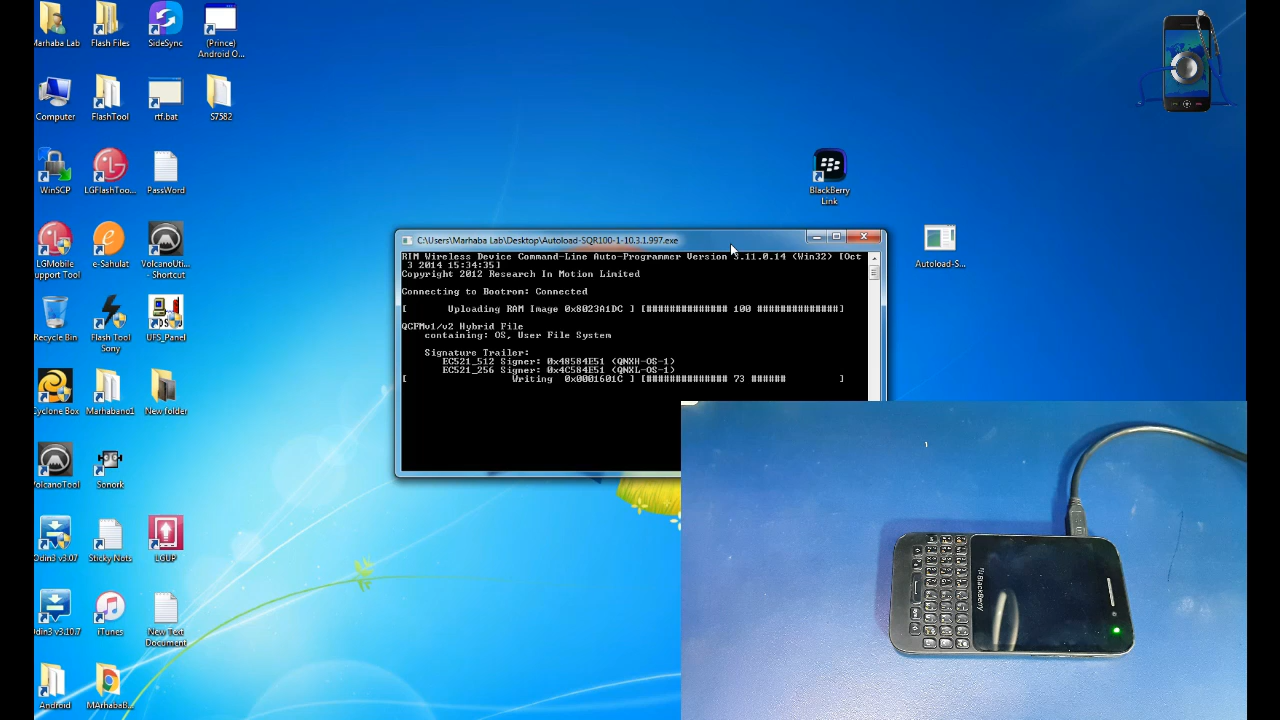 Marhaba Lab
Flash Files
SideSync
(Prince)
Android O...
Computer
FlashTool
rtf.bat
S7582
WinSCP
LGFlashToo...
PassWord
BlackBerry
Link
LGMobile
Support Tool
e-Sahulat
VolcanoUti...
- Shortcut
Autoload-S...
Recycle Bin
Flash Tool
Sony
UFS_Panel
Cyclone Box
Marhabano1
New folder
VolcanoTool
Sonork
Odin3 v3.07
Sticky Nots
LGUP
Odin3 v3.10.7
iTunes
New Text
Document
Android
MArhabaB...
C:\Users\Marhaba Lab\Desktop\Autoload-SQR100-1-10.3.1.997.exe
RIM Wireless Device Command-Line Auto-Programmer Version 3.11.0.14 (Win32) [Oct
3 2014 15:34:35]
Copyright 2012 Research In Motion Limited
Connecting to Bootrom: Connected
[ Uploading RAM Image 0x8023A1DC ] [############## 100 ##############]
QCFMv1/v2 Hybrid File
containing: OS, User File System
Signature Trailer:
EC521_512 Signer: 0x48584E51 (QNXH-OS-1)
EC521_256 Signer: 0x4C584E51 (QNXL-OS-1)
[ Writing 0x0001601C ] [############## 73 ###### ]
BlackBerry